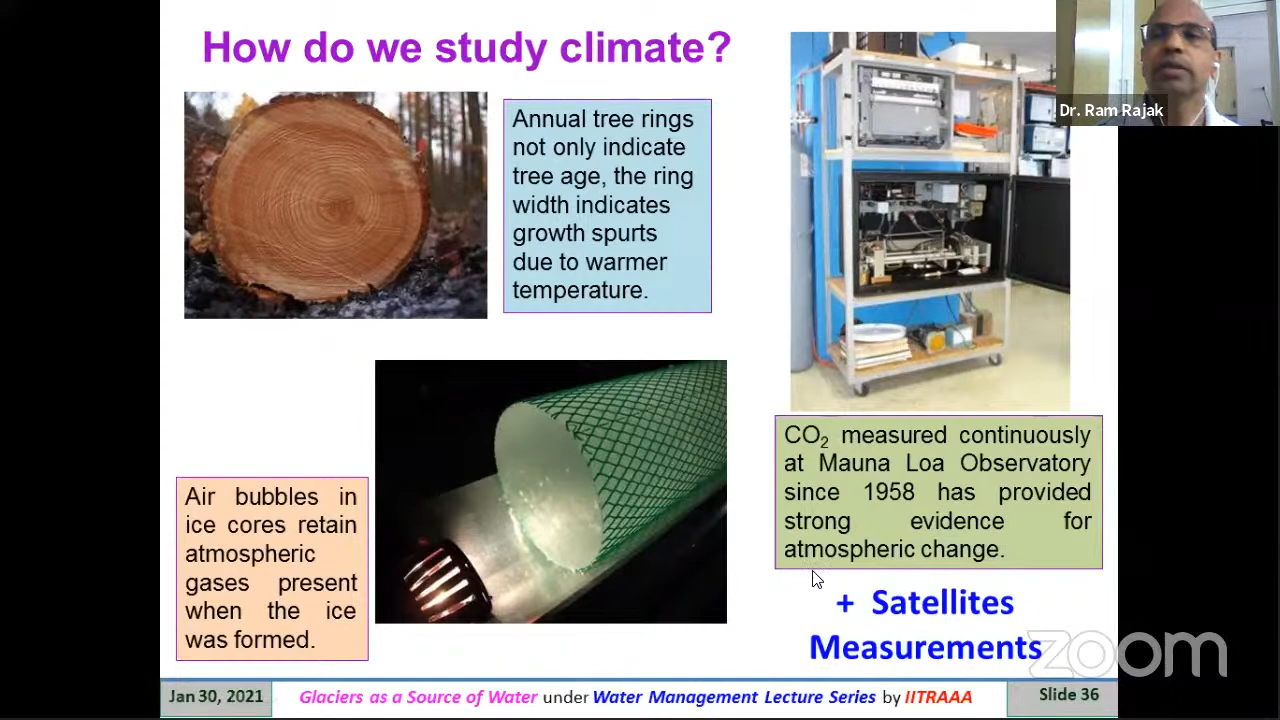 How do we study climate?
Annual tree rings
not only indicate
tree age, the ring
width indicates
growth spurts
due to warmer
temperature.
Dr. Ram Rajak
Air bubbles in
ice cores retain
atmospheric
gases present
when the ice
was formed.
CO₂ measured continuously
at Mauna Loa Observatory
since 1958 has provided
strong evidence for
atmospheric change.
+ Satellites
Measurements
zoom
Jan 30, 2021
Glaciers as a Source of Water under Water Management Lecture Series by IITRAAA
Slide 36